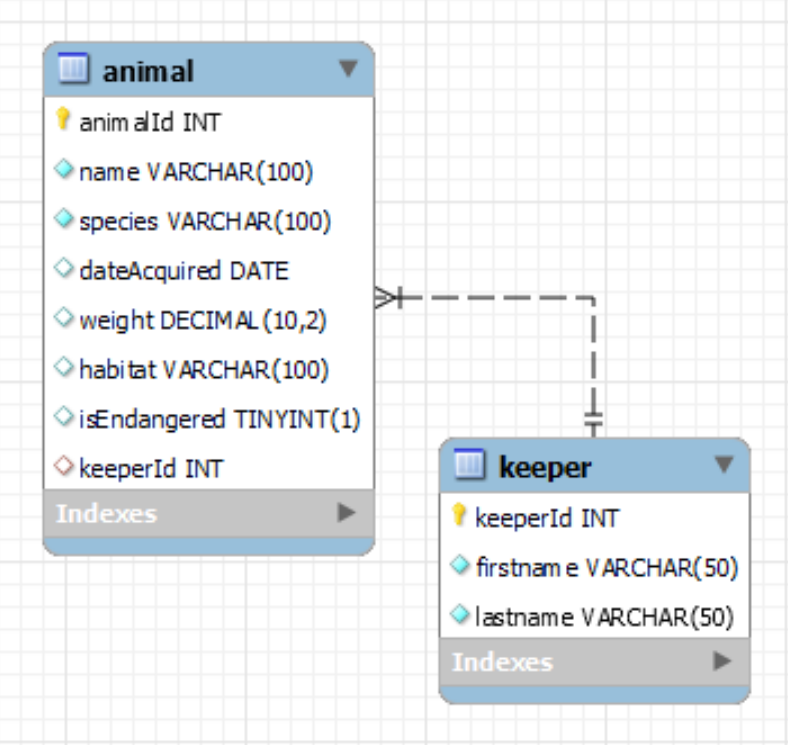 animal
animalId INT
name VARCHAR(100)
species VARCHAR(100)
dateAcquired DATE
weight DECIMAL(10,2)
habitat VARCHAR(100)
isEndangered TINYINT(1)
keeperId INT
Indexes
keeper
keeperId INT
firstname VARCHAR(50)
lastname VARCHAR(50)
Indexes